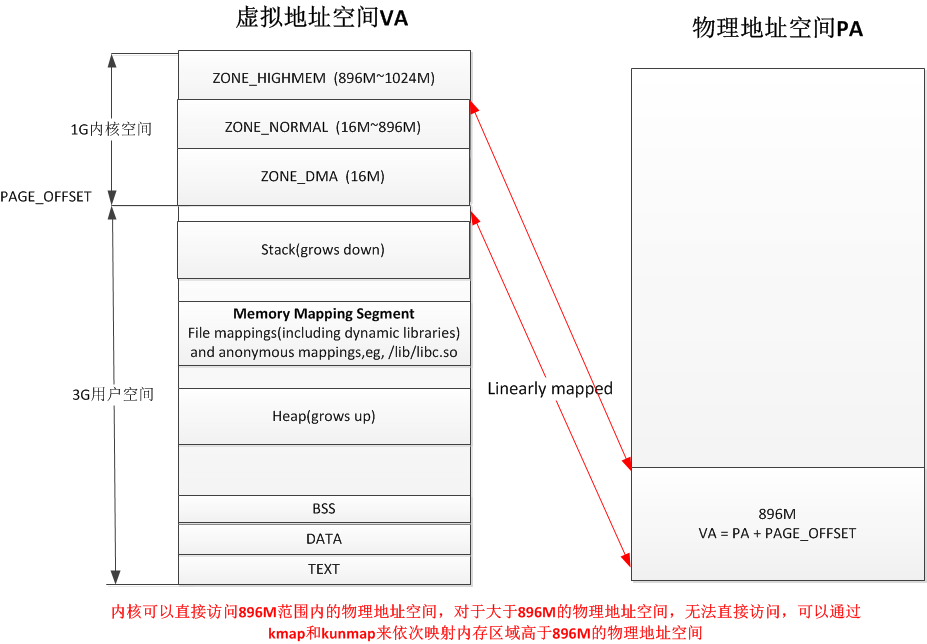 虚拟地址空间VA
物理地址空间PA
ZONE_HIGHMEM (896M~1024M)
1G内核空间
ZONE_NORMAL (16M~896M)
ZONE_DMA (16M)
PAGE_OFFSET
Stack(grows down)
Memory Mapping Segment
File mappings(including dynamic libraries)
and anonymous mappings,eg, /lib/libc.so
3G用户空间
Linearly mapped
Heap(grows up)
BSS
DATA
TEXT
896M
VA = PA + PAGE_OFFSET
内核可以直接访问896M范围内的物理地址空间，对于大于896M的物理地址空间，无法直接访问，可以通过
kmap和kunmap来依次映射内存区域高于896M的物理地址空间